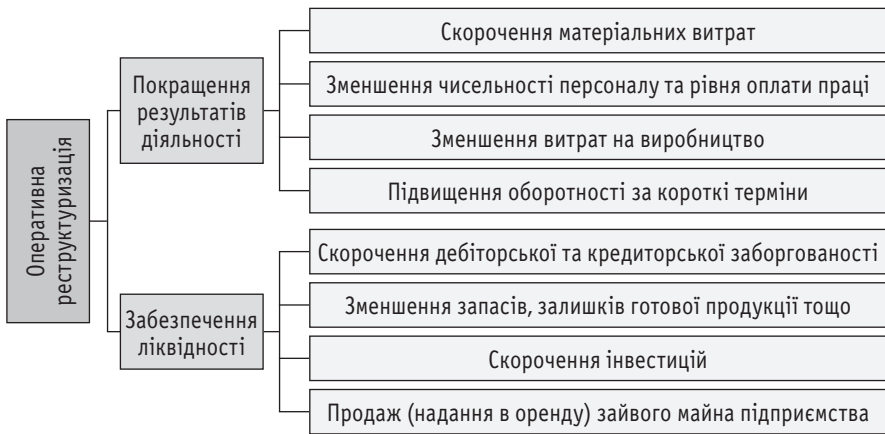 Оперативна
реструктуризація
Покращення
результатів
діяльності
Скорочення матеріальних витрат
Зменшення чисельності персоналу та рівня оплати праці
Зменшення витрат на виробництво
Підвищення оборотності за короткі терміни
Забезпечення
ліквідності
Скорочення дебіторської та кредиторської заборгованості
Зменшення запасів, залишків готової продукції тощо
Скорочення інвестицій
Продаж (надання в оренду) зайвого майна підприємства